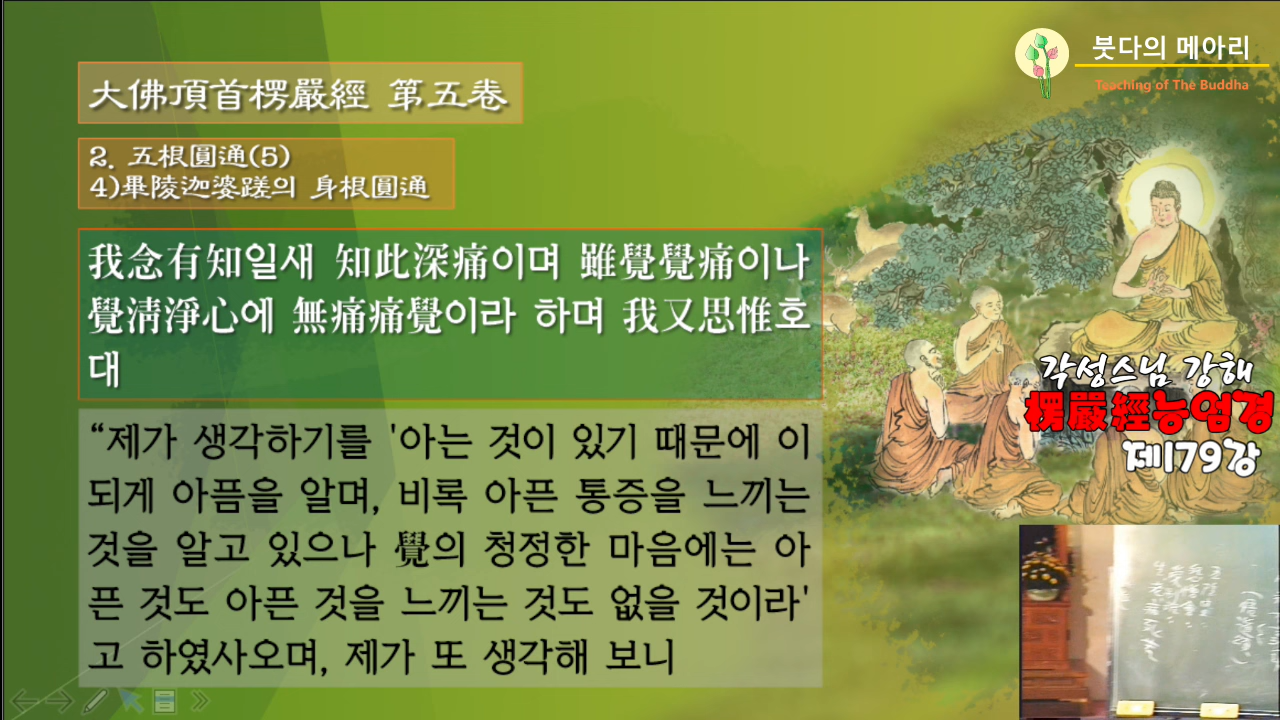 大佛頂首楞嚴經 第五卷
2. 五根圓通(5)
4)畢陵迦婆蹉의 身根圓通
我念有知일새 知此深痛이며 雖覺覺痛이나
覺淸淨心에 無痛痛覺이라 하며 我又思惟호
대
“제가 생각하기를 '아는 것이 있기 때문에 이
되게 아픔을 알며, 비록 아픈 통증을 느끼는
것을 알고 있으나 覺의 청정한 마음에는 아
픈 것도 아픈 것을 느끼는 것도 없을 것이라'
고 하였사오며, 제가 또 생각해 보니
붓다의 메아리
Teaching of The Buddha
각성스님 강해
楞嚴經능엄경
제179강